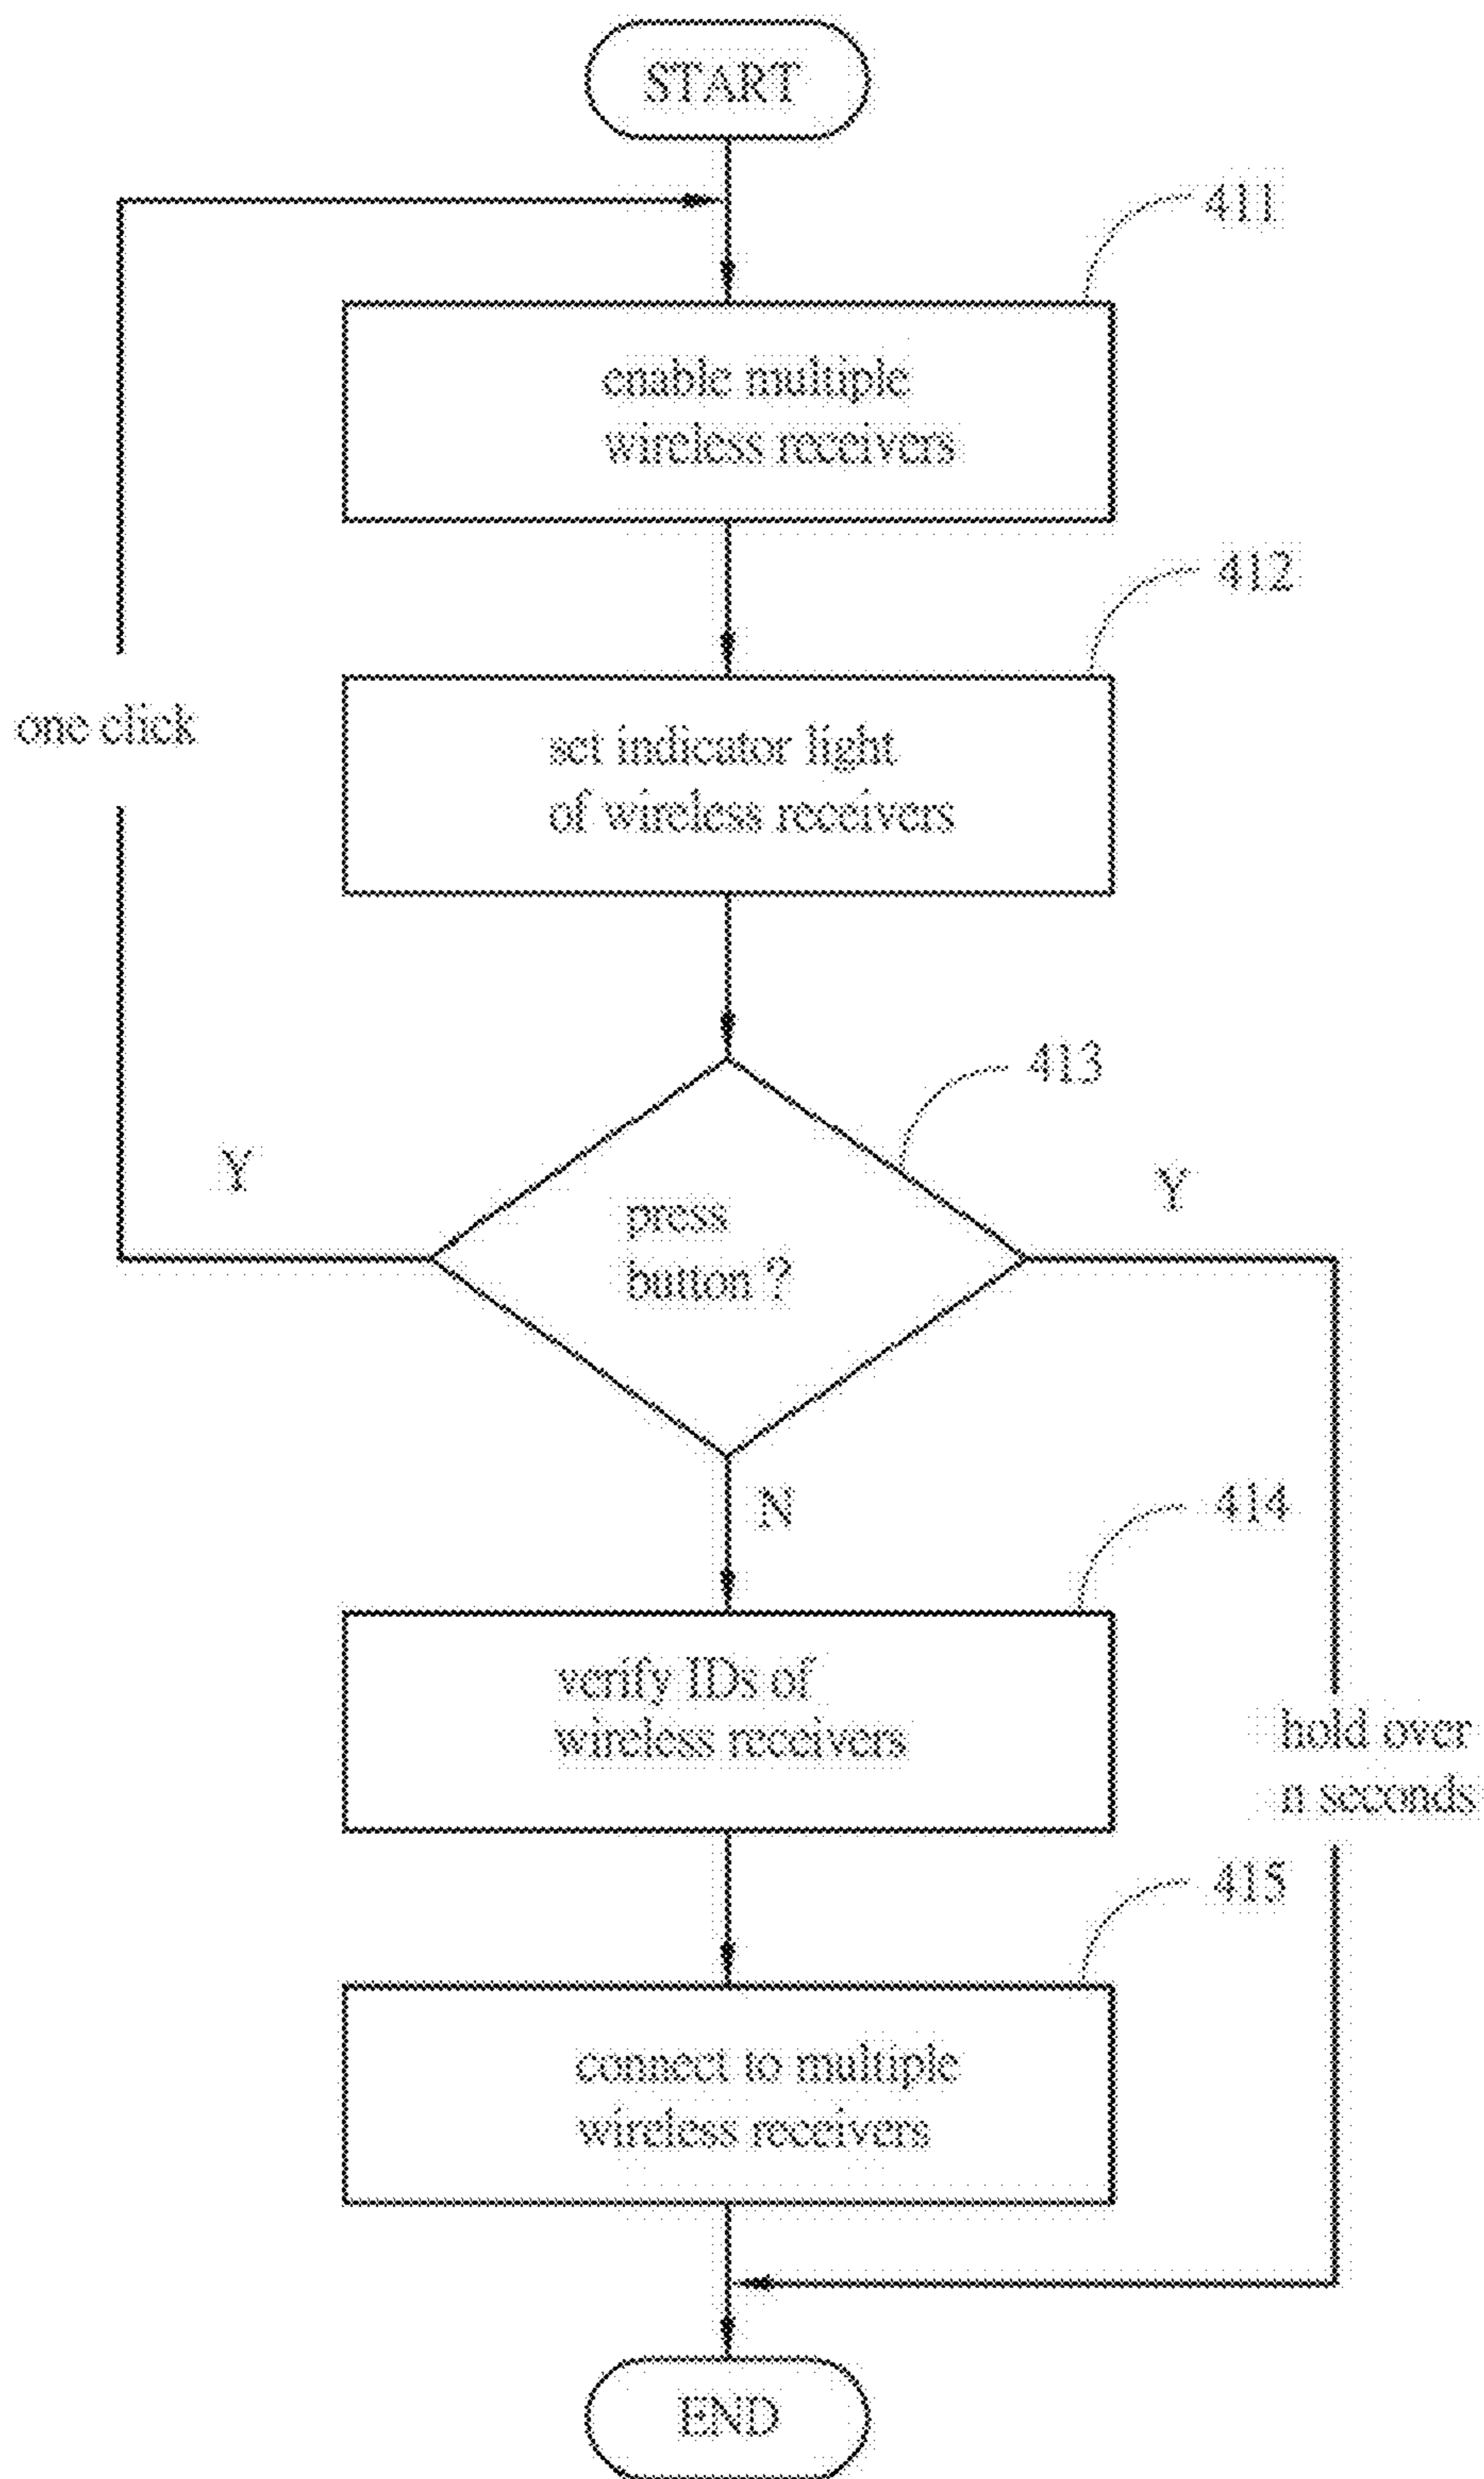 START
411
enable multiple
wireless receivers
412
one click
set indicator light
of wireless receivers
413
Y
Y
press
button ?
N
414
verify IDs of
wireless receivers
hold over
n seconds
415
connect to multiple
wireless receivers
END